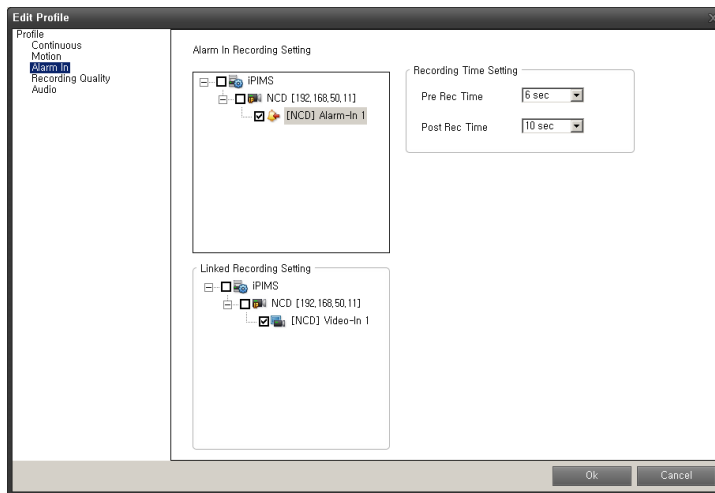 Edit Profile
Profile
Continuous
Motion
Alarm In
Recording Quality
Audio
Alarm In Recording Setting
iPIMS
NCD [192,168,50,11]
[NCD] Alarm-In 1
Recording Time Setting
Pre Rec Time
6 sec
Post Rec Time
10 sec
Linked Recording Setting
iPIMS
NCD [192,168,50,11]
[NCD] Video-In 1
Ok
Cancel